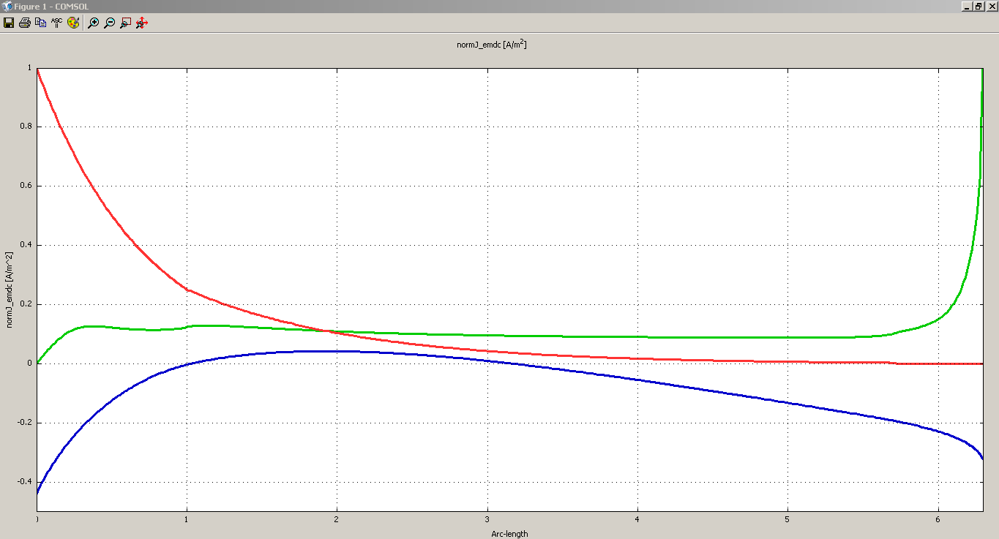 Figure 1 - COMSOL
ASC
normJ_emdc [A/m²]
1
0.8
0.6
0.4
0.2
0
-0.2
-0.4
normJ_emdc [A/m^2]
1 2 3 4 5 6
Arc-length